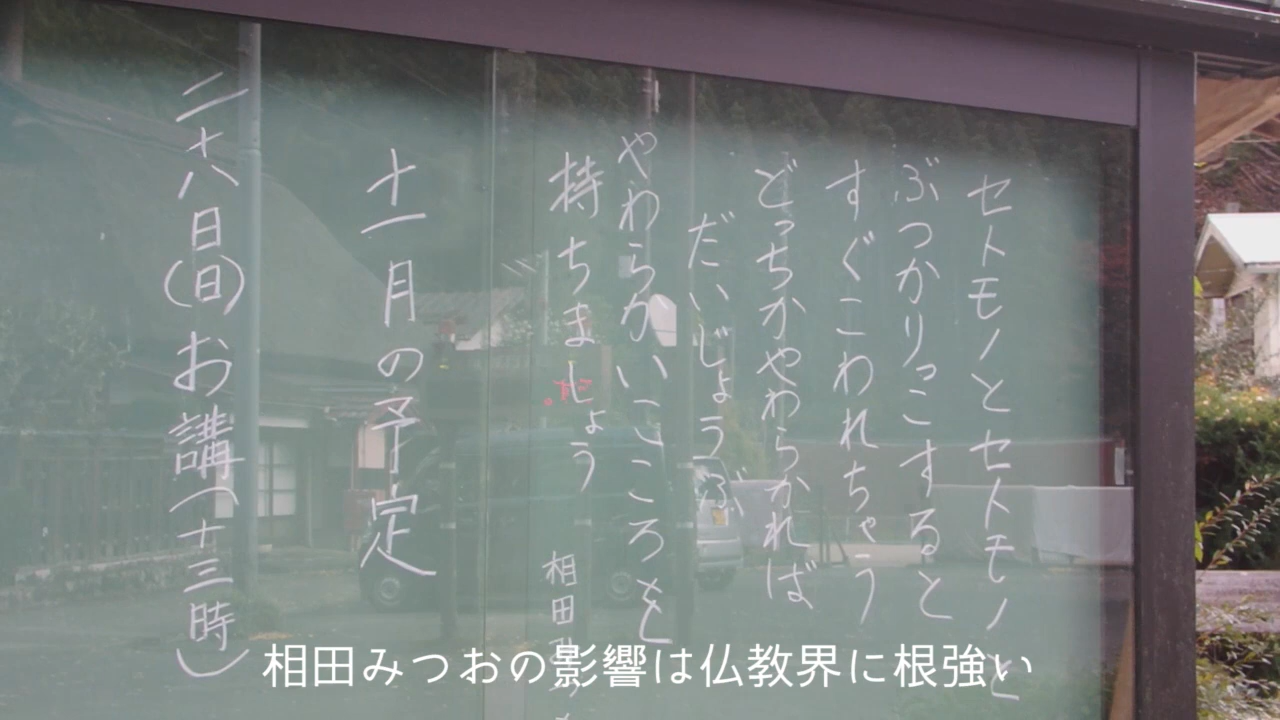 セトモノとセトモノと
ぶつかりっこすると
すぐこわれちゃう
どっちかやわらかければ
だいじょうぶ
やわらかいこころを
持ちましょう
相田み
十一月の予定
二十八日(日)お講(十三時)
相田みつおの影響は仏教界に根強い